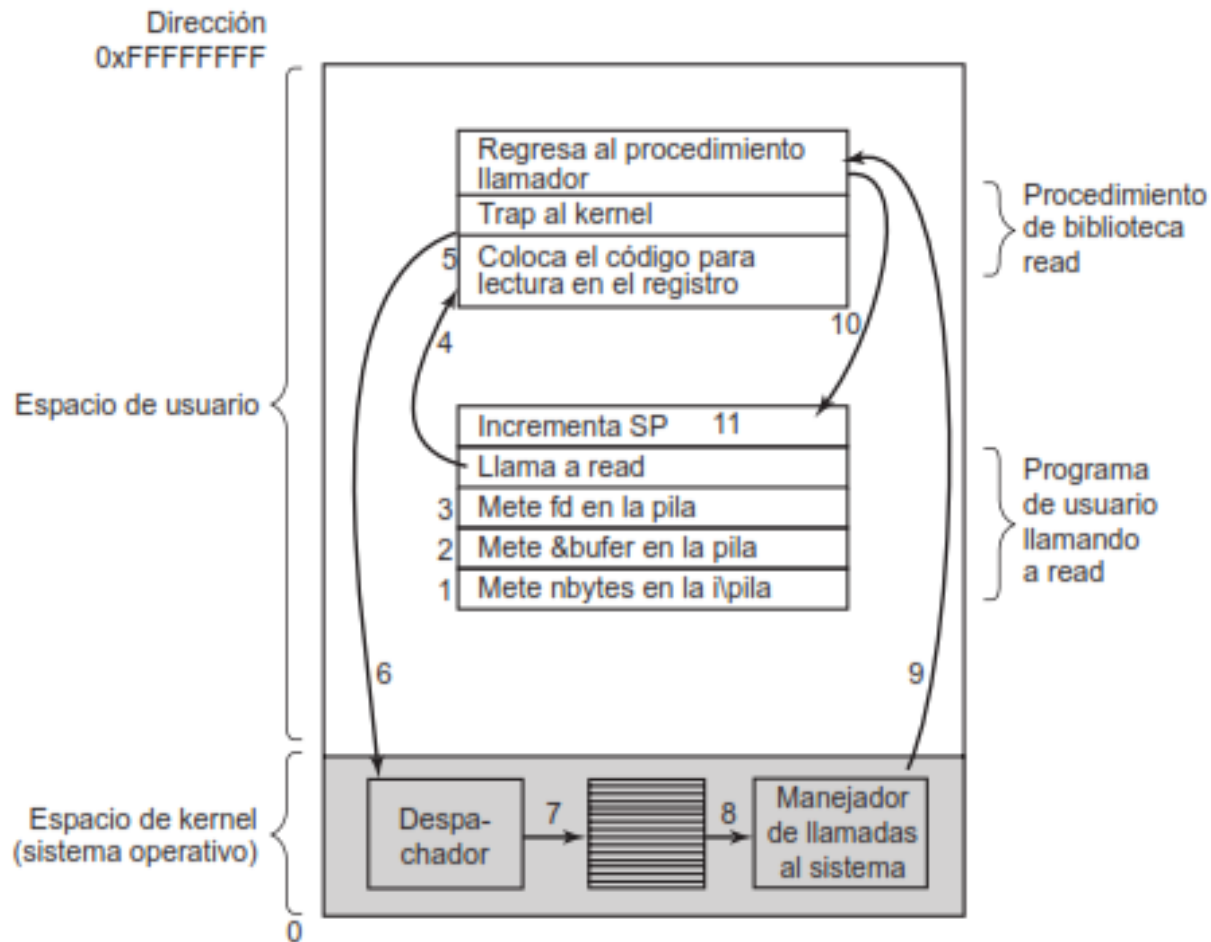 Dirección
0xFFFFFFFF
Regresa al procedimiento
llamador
Trap al kernel
5 Coloca el código para
lectura en el registro
4
10
Procedimiento
de biblioteca
read
Espacio de usuario
Incrementa SP 11
Llama a read
3 Mete fd en la pila
2 Mete &bufer en la pila
1 Mete nbytes en la i\pila
Programa
de usuario
llamando
a read
6
9
Espacio de kernel
(sistema operativo)
Despa-
chador
7
8
Manejador
de llamadas
al sistema
0